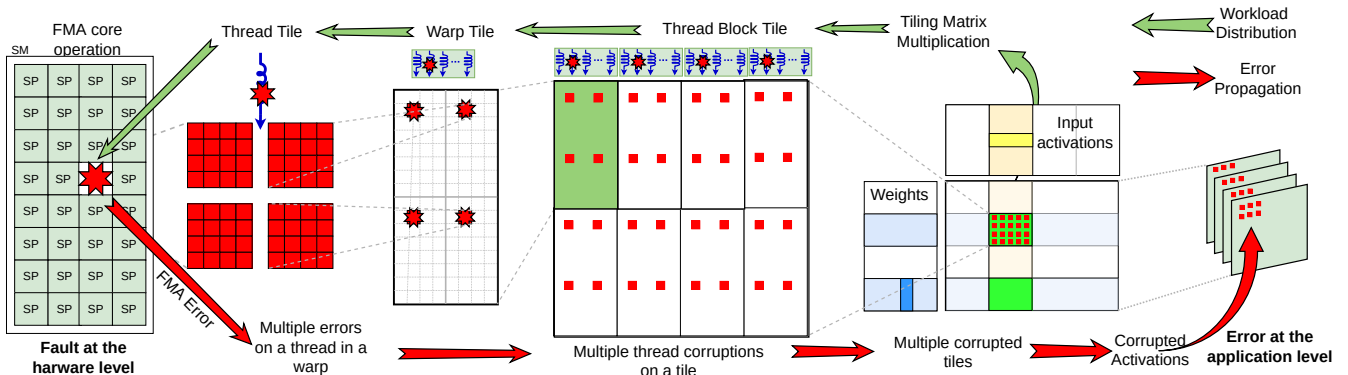 SM
FMA core
operation
Thread Tile
Warp Tile
Thread Block Tile
Tiling Matrix
Multiplication
Workload
Distribution
Error
Propagation
SP SP SP SP
SP SP SP SP
SP SP SP SP
SP SP SP
SP SP SP SP
SP SP SP SP
SP SP SP SP
SP SP SP SP
Input
activations
Weights
FMA Error
Fault at the
harware level
Multiple errors
on a thread in a
warp
Multiple thread corruptions
on a tile
Multiple corrupted
tiles
Corrupted
Activations
Error at the
application level